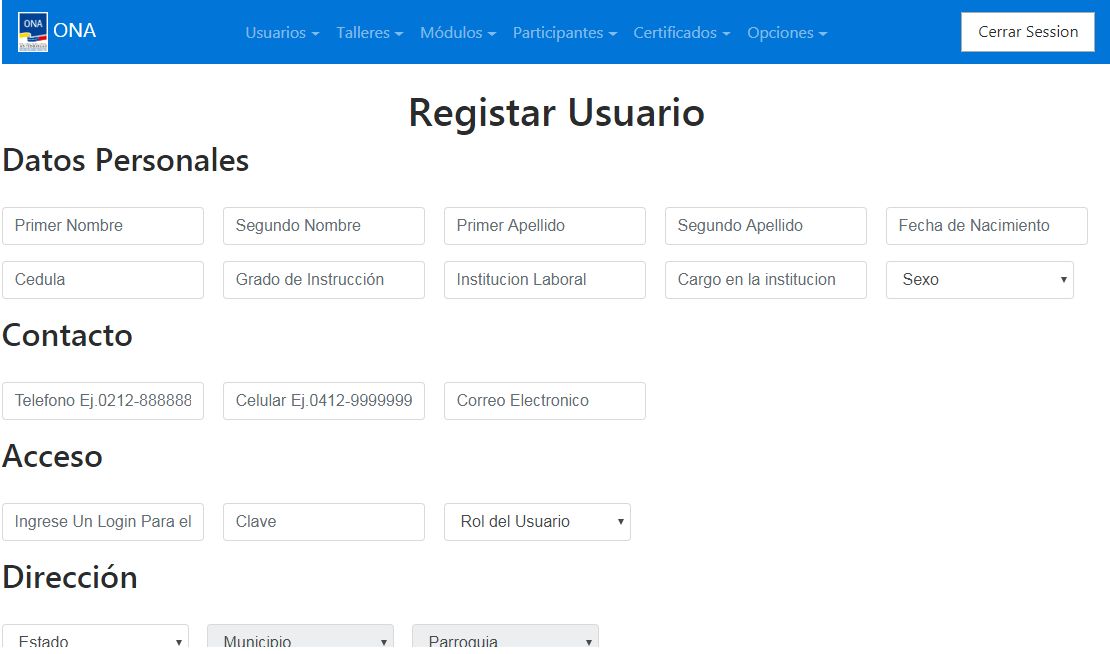 ONA
ONA
Usuarios Talleres Módulos Participantes Certificados Opciones
Cerrar Session
Registar Usuario
Datos Personales
Primer Nombre Segundo Nombre Primer Apellido Segundo Apellido Fecha de Nacimiento
Cedula Grado de Instrucción Institucion Laboral Cargo en la institucion Sexo
Contacto
Telefono Ej.0212-888888 Celular Ej.0412-9999999 Correo Electronico
Acceso
Ingrese Un Login Para el Clave Rol del Usuario
Dirección
Estado Municipio Parroquia